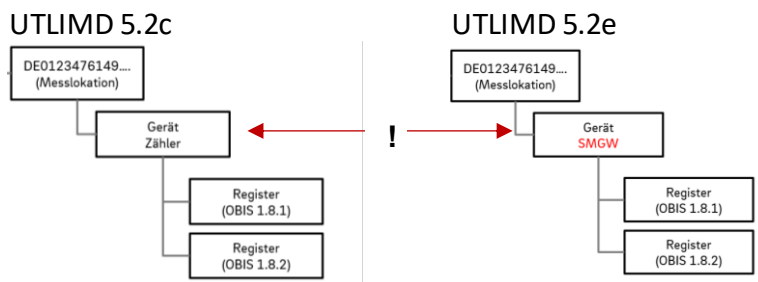 UTLIMD 5.2c
DE0123476149....
(Messlokation)
Gerät
Zähler
Register
(OBIS 1.8.1)
Register
(OBIS 1.8.2)
!
UTLIMD 5.2e
DE0123476149....
(Messlokation)
Gerät
SMGW
Register
(OBIS 1.8.1)
Register
(OBIS 1.8.2)